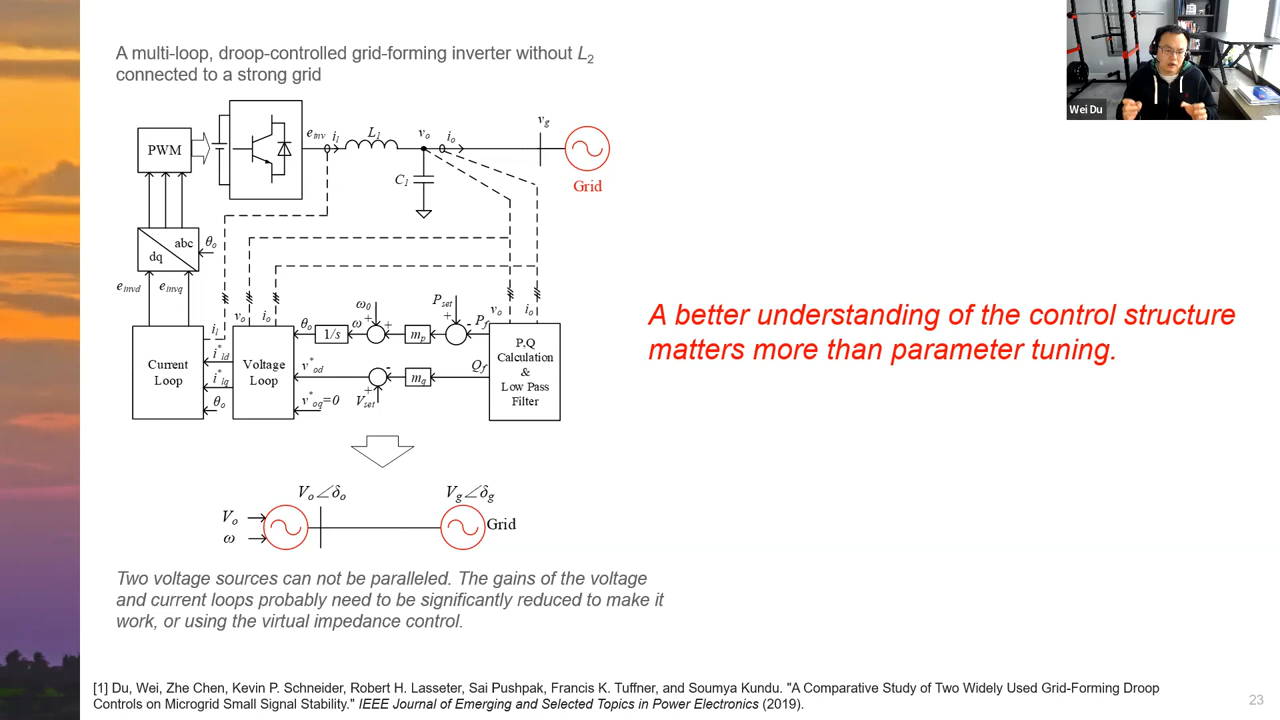 A multi-loop, droop-controlled grid-forming inverter without L2
connected to a strong grid
Wei Du
PWM
einv
il
L1
vo
io
vg
Grid
C1
abc
dq
θo
einvd
einvq
il
vo
io
ω0
Pset
vo
io
θo
1/s
ω
+
+
mp
+
-
Pf
i*ld
i*lq
θo
Current
Loop
Voltage
Loop
v*od
v*oq=0
-
+
Vset
mq
Qf
P,Q
Calculation
&
Low Pass
Filter
A better understanding of the control structure
matters more than parameter tuning.
Vo∠δo
Vg∠δg
Vo
ω
Grid
Two voltage sources can not be paralleled. The gains of the voltage
and current loops probably need to be significantly reduced to make it
work, or using the virtual impedance control.
[1] Du, Wei, Zhe Chen, Kevin P. Schneider, Robert H. Lasseter, Sai Pushpak, Francis K. Tuffner, and Soumya Kundu. "A Comparative Study of Two Widely Used Grid-Forming Droop
Controls on Microgrid Small Signal Stability." IEEE Journal of Emerging and Selected Topics in Power Electronics (2019).
23